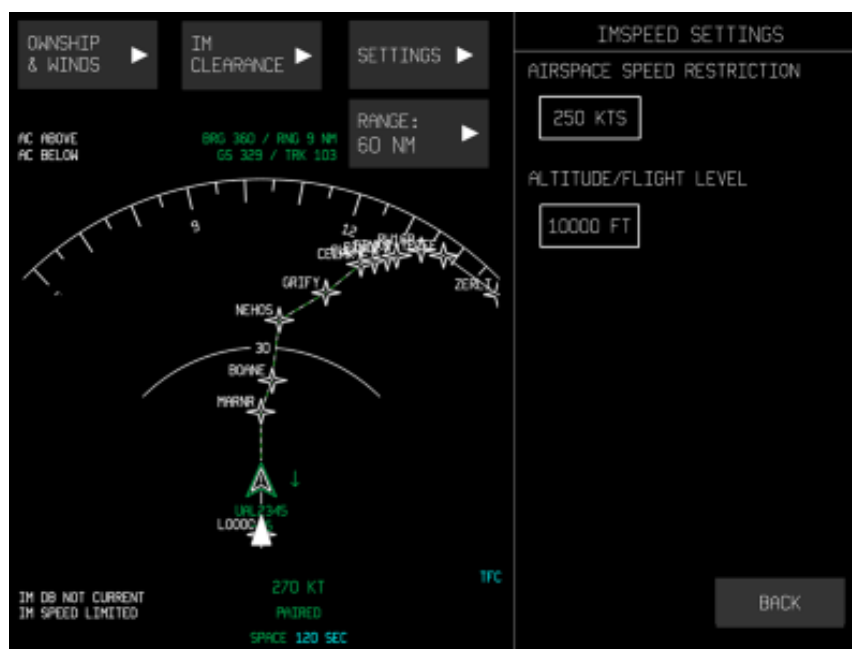 OWNSHIP
& WINDS
IM
CLEARANCE
SETTINGS
RANGE:
60 NM
AC ABOVE
AC BELOW
BRG 360 / RNG 9 NM
GS 329 / TRK 103
9
12
GRIFY
ZERLI
NEHOS
30
BOANE
MARNR
UAL2345
IM DB NOT CURRENT
IM SPEED LIMITED
270 KT
PAIRED
SPACE 120 SEC
TFC
IMSPEED SETTINGS
AIRSPACE SPEED RESTRICTION
250 KTS
ALTITUDE/FLIGHT LEVEL
10000 FT
BACK